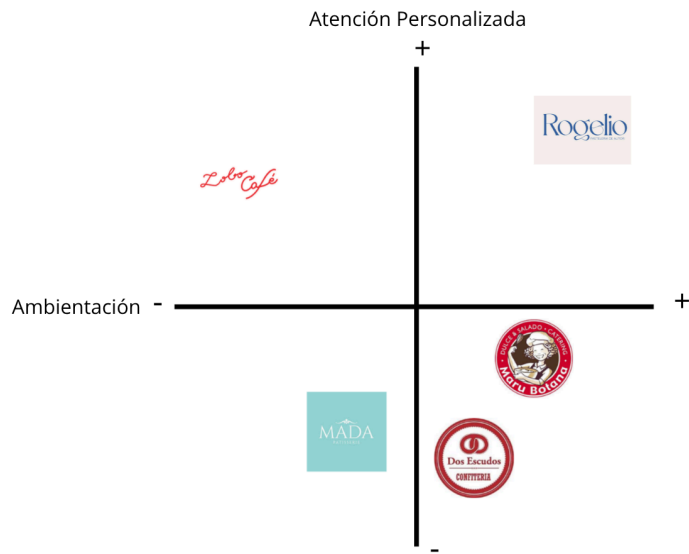 Atención Personalizada
+
Rogelio
Lobo Café
Ambientación - +
DULCE & SALADO • CATERING
Maru Botana
MADA
Dos Escudos
CONFITERIA
-